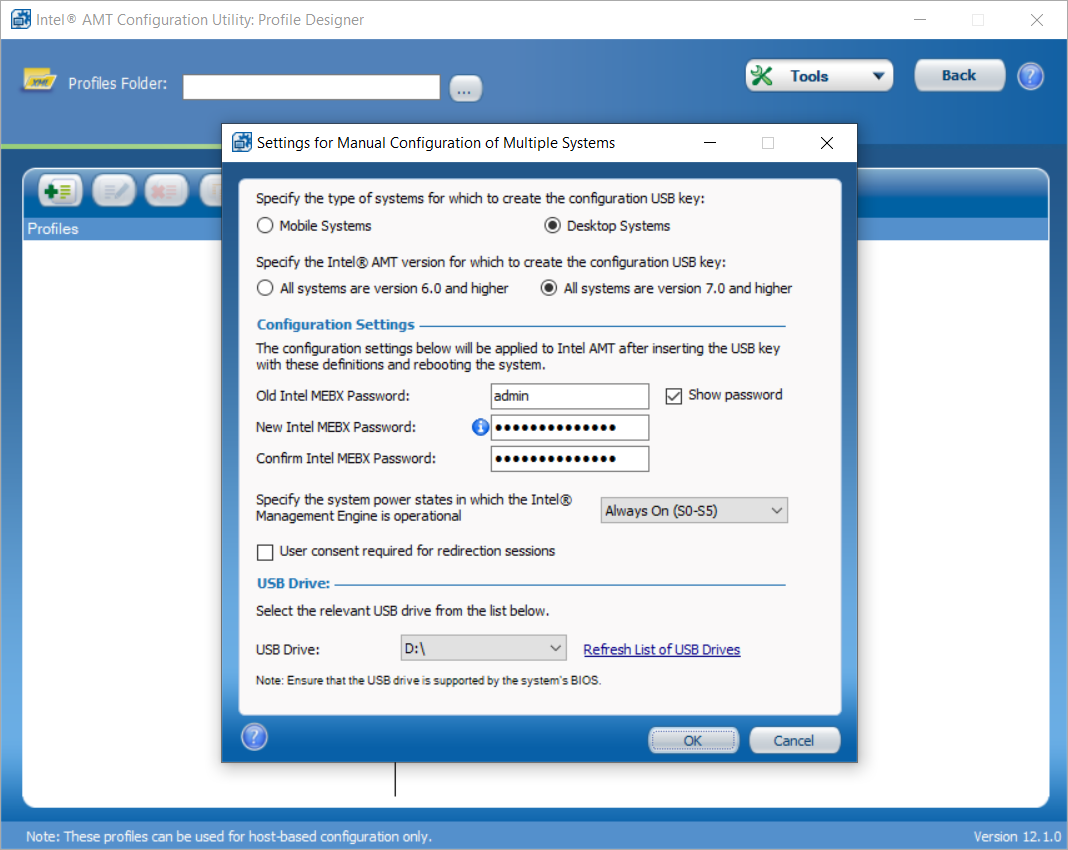 Intel® AMT Configuration Utility: Profile Designer
XML
Profiles Folder:
...
Tools
Back
?
Settings for Manual Configuration of Multiple Systems
Profiles
Specify the type of systems for which to create the configuration USB key:
Mobile Systems
Desktop Systems
Specify the Intel® AMT version for which to create the configuration USB key:
All systems are version 6.0 and higher
All systems are version 7.0 and higher
Configuration Settings
The configuration settings below will be applied to Intel AMT after inserting the USB key
with these definitions and rebooting the system.
Old Intel MEBX Password:
admin
Show password
New Intel MEBX Password:
i
●●●●●●●●●●●●●●
Confirm Intel MEBX Password:
●●●●●●●●●●●●●●
Specify the system power states in which the Intel®
Management Engine is operational
Always On (S0-S5)
User consent required for redirection sessions
USB Drive:
Select the relevant USB drive from the list below.
USB Drive:
D:\
Refresh List of USB Drives
Note: Ensure that the USB drive is supported by the system's BIOS.
?
OK
Cancel
Note: These profiles can be used for host-based configuration only.
Version 12.1.0